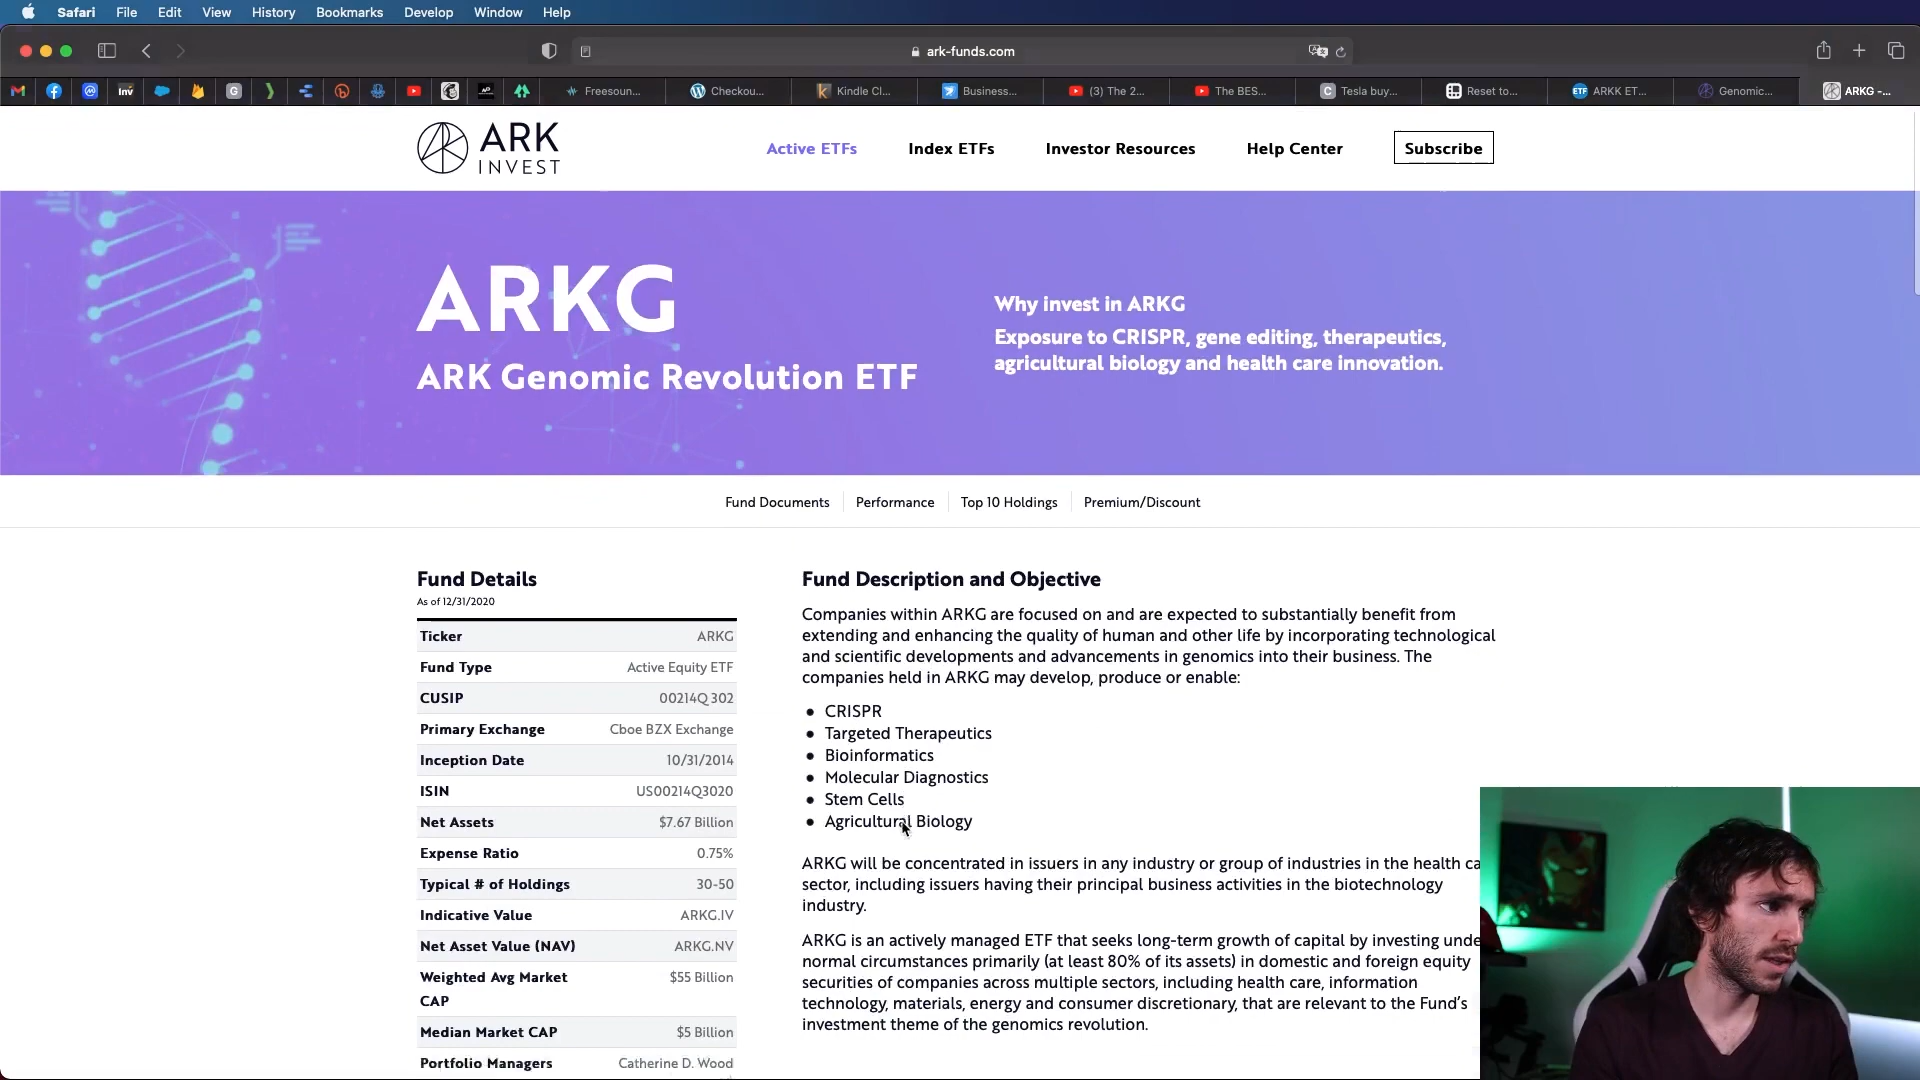 Safari File Edit View History Bookmarks Develop Window Help
ark-funds.com
inv Freesoun... Checkou... Kindle Cl... Business... (3) The 2... The BES... Tesla buy... Reset to... ETF ARKK ET... Genomic... ARKG -...
ARK
INVEST
Active ETFs Index ETFs Investor Resources Help Center Subscribe
ARKG
ARK Genomic Revolution ETF
Why invest in ARKG
Exposure to CRISPR, gene editing, therapeutics,
agricultural biology and health care innovation.
Fund Documents Performance Top 10 Holdings Premium/Discount
Fund Details
As of 12/31/2020
Ticker ARKG
Fund Type Active Equity ETF
CUSIP 00214Q 302
Primary Exchange Cboe BZX Exchange
Inception Date 10/31/2014
ISIN US00214Q3020
Net Assets $7.67 Billion
Expense Ratio 0.75%
Typical # of Holdings 30-50
Indicative Value ARKG.IV
Net Asset Value (NAV) ARKG.NV
Weighted Avg Market $55 Billion
CAP
Median Market CAP $5 Billion
Portfolio Managers Catherine D. Wood
Fund Description and Objective
Companies within ARKG are focused on and are expected to substantially benefit from
extending and enhancing the quality of human and other life by incorporating technological
and scientific developments and advancements in genomics into their business. The
companies held in ARKG may develop, produce or enable:
● CRISPR
● Targeted Therapeutics
● Bioinformatics
● Molecular Diagnostics
● Stem Cells
● Agricultural Biology
ARKG will be concentrated in issuers in any industry or group of industries in the health ca
sector, including issuers having their principal business activities in the biotechnology
industry.
ARKG is an actively managed ETF that seeks long-term growth of capital by investing unde
normal circumstances primarily (at least 80% of its assets) in domestic and foreign equity
securities of companies across multiple sectors, including health care, information
technology, materials, energy and consumer discretionary, that are relevant to the Fund's
investment theme of the genomics revolution.